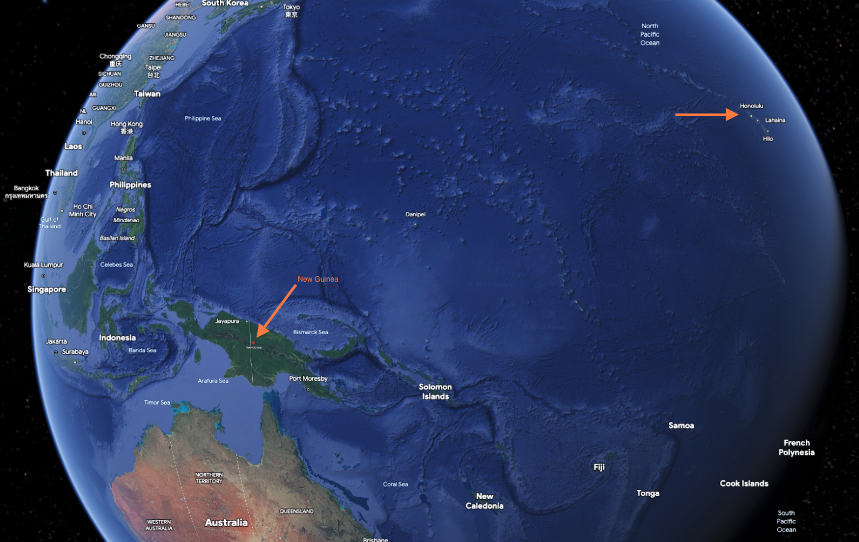 HEBEI
South Korea
Tokyo
東京
SHANDONG
GANSU
JIANGSU
North
Pacific
Ocean
Chongqing
重庆
ZHEJIANG
Taipei
台北
SICHUAN
GUIZHOU
Taiwan
GUANGXI
NL
Honolulu
Lahaina
Hilo
Hanoi
Hong Kong
香港
Philippine Sea
Laos
Manila
Thailand
Philippines
Bangkok
กรุงเทพมหานคร
Ho Chi
Minh City
Negros
Mindanao
Gulf of
Thailand
Danipei
Basilan Island
Kuala Lumpur
Celebes Sea
New Guinea
Singapore
Jayapura
Bismarck Sea
Jakarta
Indonesia
Surabaya
Banda Sea
Arafura Sea
Port Moresby
Solomon
Islands
Timor Sea
Samoa
French
Polynesia
Fiji
NORTHERN
TERRITORY
Coral Sea
Cook Islands
New
Caledonia
Tonga
QUEENSLAND
WESTERN
AUSTRALIA
Australia
South
Pacific
Ocean
Brisbane